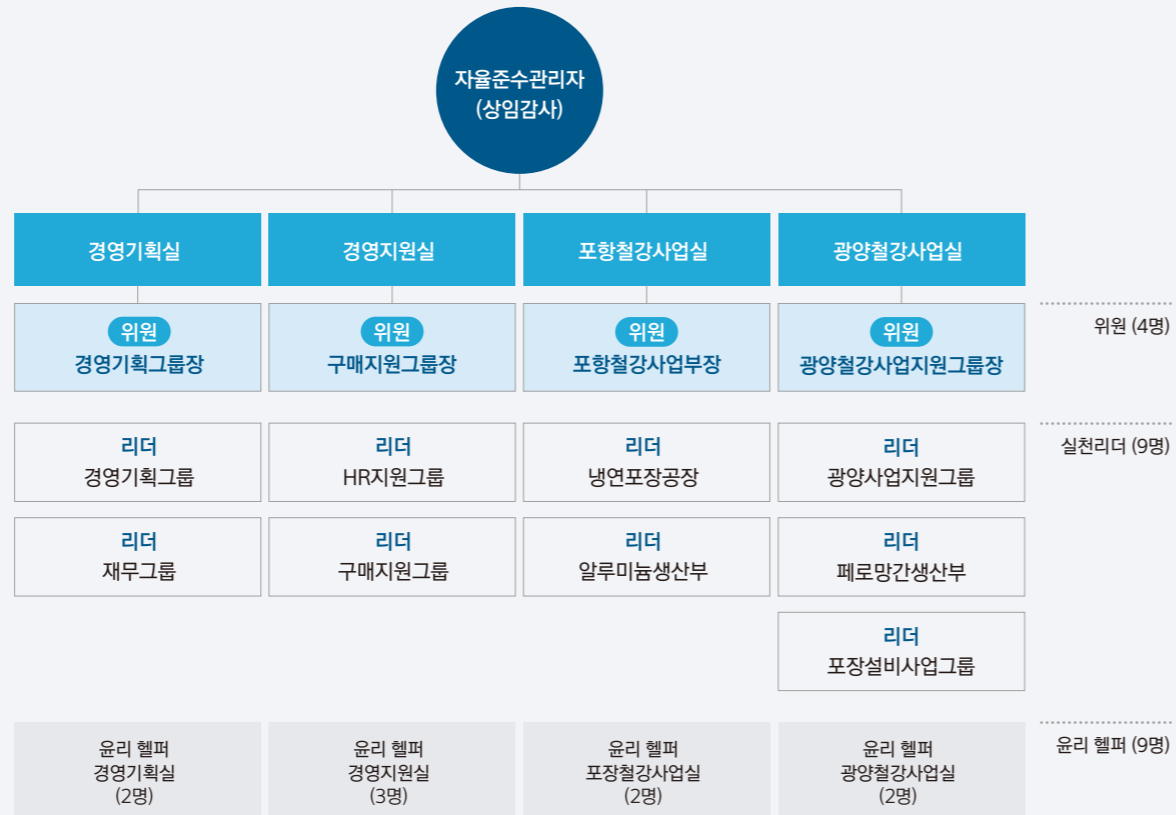 자율준수관리자
(상임감사)
경영기획실
경영지원실
포항철강사업실
광양철강사업실
위원
경영기획그룹장
위원
구매지원그룹장
위원
포항철강사업부장
위원
광양철강사업지원그룹장
위원 (4명)
리더
경영기획그룹
리더
HR지원그룹
리더
냉연포장공장
리더
광양사업지원그룹
실천리더 (9명)
리더
재무그룹
리더
구매지원그룹
리더
알루미늄생산부
리더
페로망간생산부
리더
포장설비사업그룹
윤리 헬퍼
경영기획실
(2명)
윤리 헬퍼
경영지원실
(3명)
윤리 헬퍼
포장철강사업실
(2명)
윤리 헬퍼
광양철강사업실
(2명)
윤리 헬퍼 (9명)